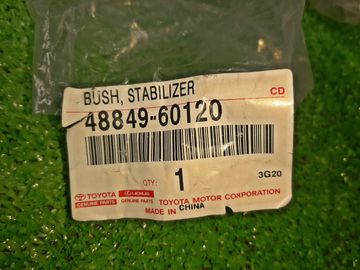 BUSH, STABILIZER
CD
48849-60120
QTY: 1
3G20
TOYOTA LEXUS
GENUINE PARTS GENUINE PARTS
TOYOTA MOTOR CORPORATION
MADE IN CHINA